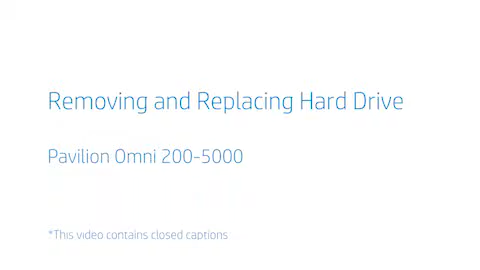 Removing and Replacing Hard Drive
Pavilion Omni 200-5000
*This video contains closed captions